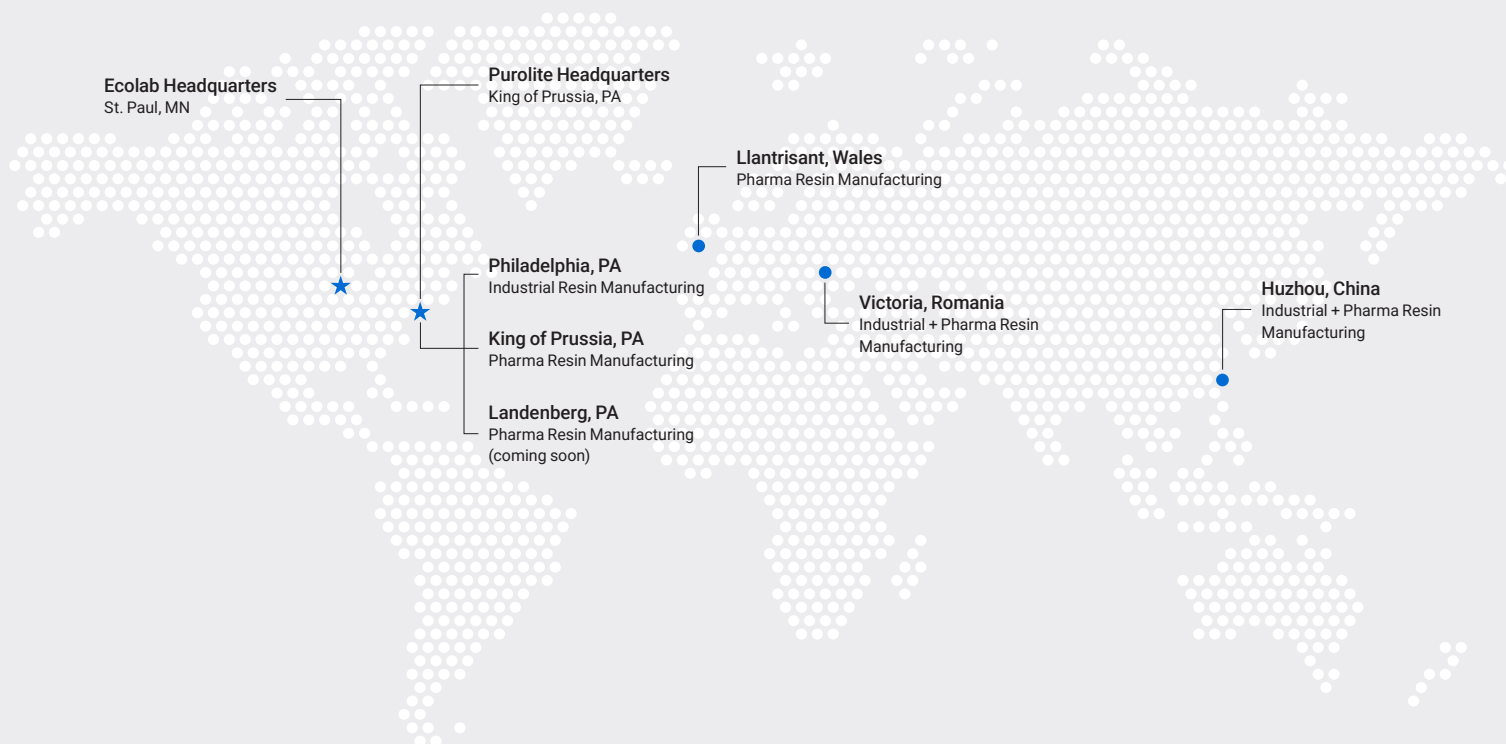 Ecolab Headquarters
St. Paul, MN
Purolite Headquarters
King of Prussia, PA
Llantrisant, Wales
Pharma Resin Manufacturing
Philadelphia, PA
Industrial Resin Manufacturing
King of Prussia, PA
Pharma Resin Manufacturing
Landenberg, PA
Pharma Resin Manufacturing
(coming soon)
Victoria, Romania
Industrial + Pharma Resin
Manufacturing
Huzhou, China
Industrial + Pharma Resin
Manufacturing